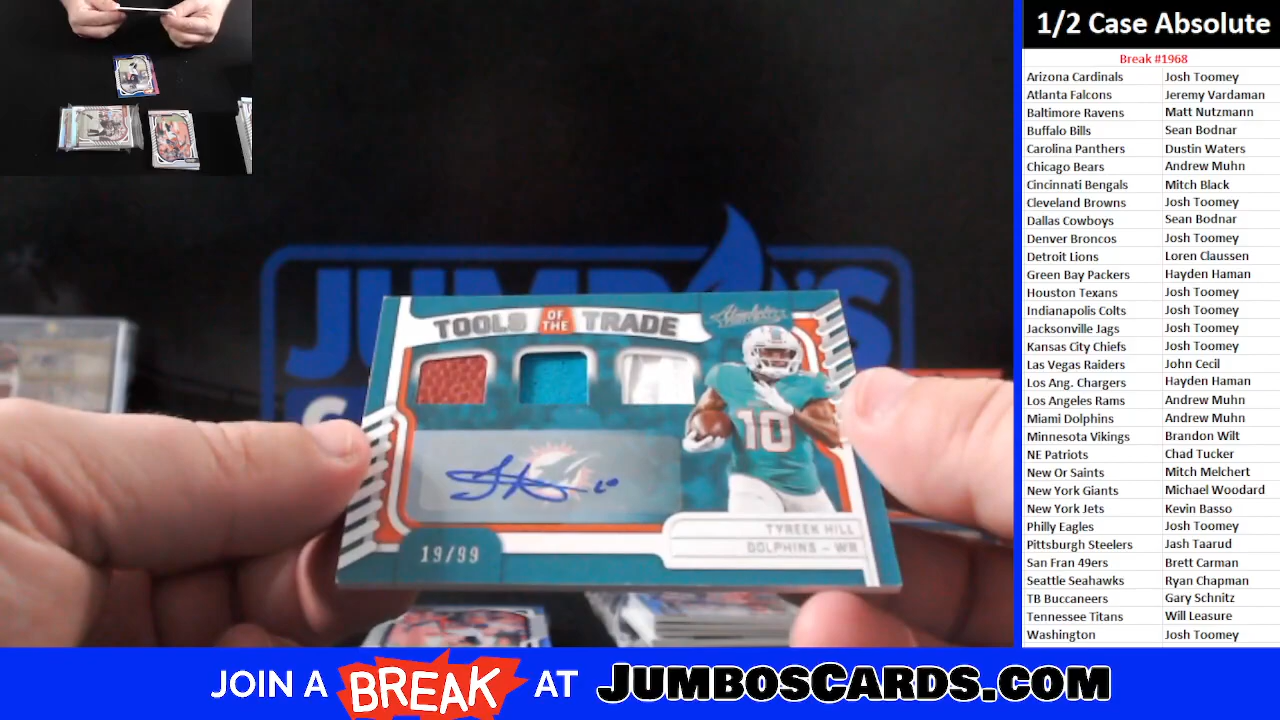 1/2 Case Absolute
Break #1968
Arizona Cardinals Josh Toomey
Atlanta Falcons Jeremy Vardaman
Baltimore Ravens Matt Nutzmann
Buffalo Bills Sean Bodnar
Carolina Panthers Dustin Waters
Chicago Bears Andrew Muhn
Cincinnati Bengals Mitch Black
Cleveland Browns Josh Toomey
Dallas Cowboys Sean Bodnar
Denver Broncos Josh Toomey
Detroit Lions Loren Claussen
Green Bay Packers Hayden Haman
Houston Texans Josh Toomey
Indianapolis Colts Josh Toomey
Jacksonville Jags Josh Toomey
Kansas City Chiefs Josh Toomey
Las Vegas Raiders John Cecil
Los Ang. Chargers Hayden Haman
Los Angeles Rams Andrew Muhn
Miami Dolphins Andrew Muhn
Minnesota Vikings Brandon Wilt
NE Patriots Chad Tucker
New Or Saints Mitch Melchert
New York Giants Michael Woodard
New York Jets Kevin Basso
Philly Eagles Josh Toomey
Pittsburgh Steelers Jash Taarud
San Fran 49ers Brett Carman
Seattle Seahawks Ryan Chapman
TB Buccaneers Gary Schnitz
Tennessee Titans Will Leasure
Washington Josh Toomey
JUMBO'S
TOOLS OF THE TRADE
Absolute
10
TYREEK HILL
DOLPHINS - WR
19/99
JOIN A BREAK AT JUMBOSCARDS.COM